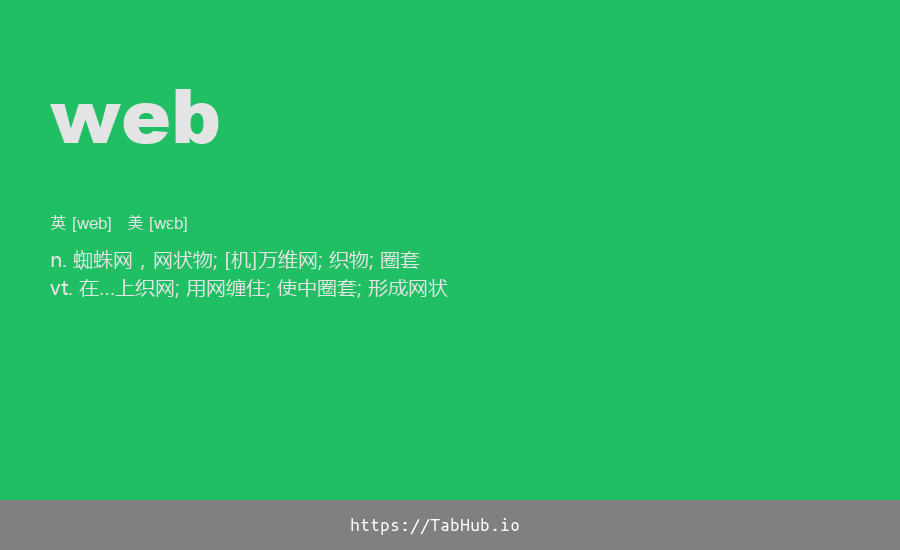 web
英 [web] 美 [wɛb]
n. 蜘蛛网，网状物; [机]万维网; 织物; 圈套
vt. 在...上织网; 用网缠住; 使中圈套; 形成网状
https://TabHub.io